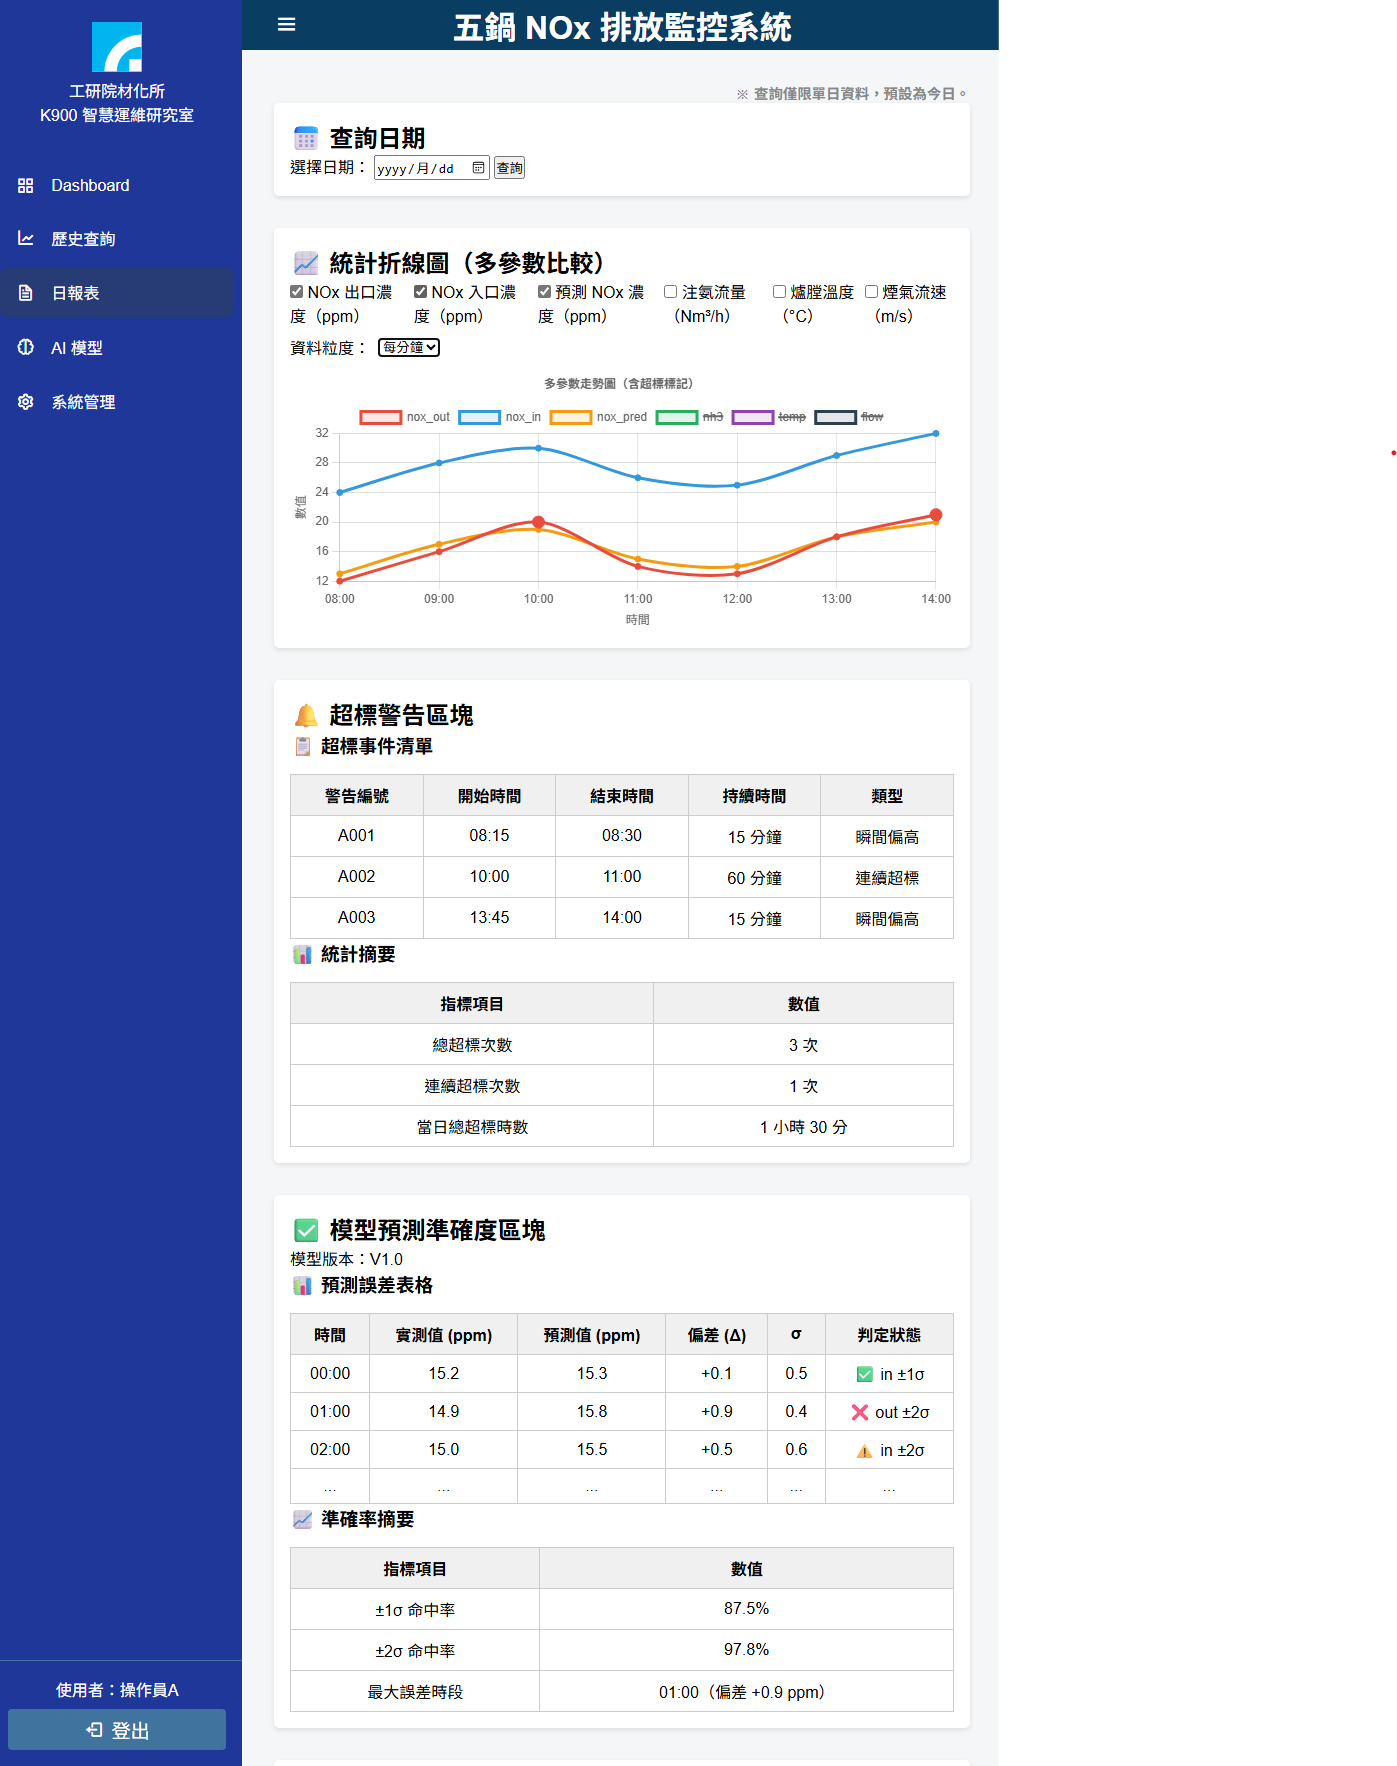 工研院材化所
K900 智慧運維研究室
Dashboard
歷史查詢
日報表
AI 模型
系統管理
使用者：操作員A
登出
五鍋 NOx 排放監控系統
※ 查詢僅限單日資料，預設為今日。
查詢日期
選擇日期： yyyy/月/dd 查詢
統計折線圖（多參數比較）
NOx 出口濃度（ppm） NOx 入口濃度（ppm） 預測 NOx 濃度（ppm） 注氨流量（Nm³/h） 爐膛溫度（°C） 煙氣流速（m/s）
資料粒度： 每分鐘
多參數走勢圖（含超標標記）
nox_out nox_in nox_pred nh3 temp flow
32
28
24
20
16
12
數值
08:00 09:00 10:00 11:00 12:00 13:00 14:00
時間
超標警告區塊
超標事件清單
警告編號 開始時間 結束時間 持續時間 類型
A001 08:15 08:30 15 分鐘 瞬間偏高
A002 10:00 11:00 60 分鐘 連續超標
A003 13:45 14:00 15 分鐘 瞬間偏高
統計摘要
指標項目 數值
總超標次數 3 次
連續超標次數 1 次
當日總超標時數 1 小時 30 分
模型預測準確度區塊
模型版本：V1.0
預測誤差表格
時間 實測值 (ppm) 預測值 (ppm) 偏差 (Δ) σ 判定狀態
00:00 15.2 15.3 +0.1 0.5 in ±1σ
01:00 14.9 15.8 +0.9 0.4 out ±2σ
02:00 15.0 15.5 +0.5 0.6 in ±2σ
... ... ... ... ... ...
準確率摘要
指標項目 數值
±1σ 命中率 87.5%
±2σ 命中率 97.8%
最大誤差時段 01:00（偏差 +0.9 ppm）